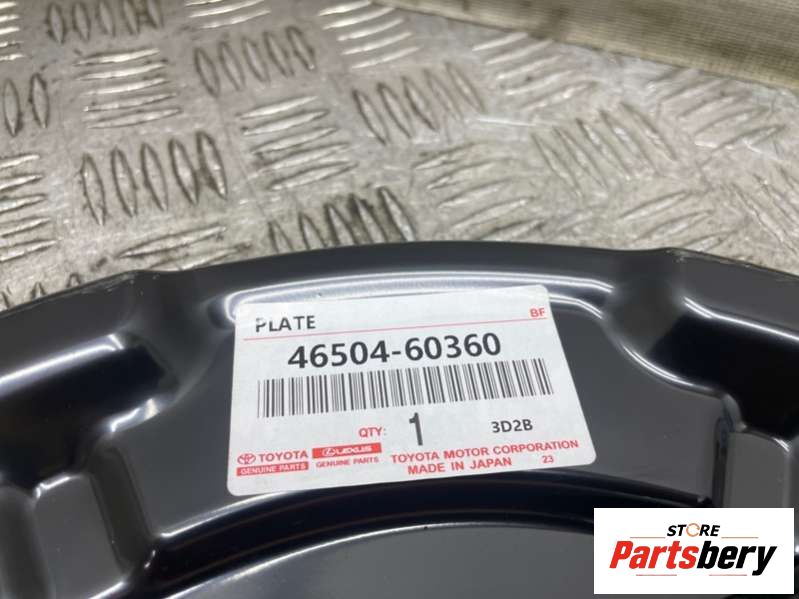 PLATE
BF
46504-60360
QTY: 1 3D2B
TOYOTA LEXUS TOYOTA MOTOR CORPORATION
GENUINE PARTS GENUINE PARTS MADE IN JAPAN 23
STORE
Partsbery